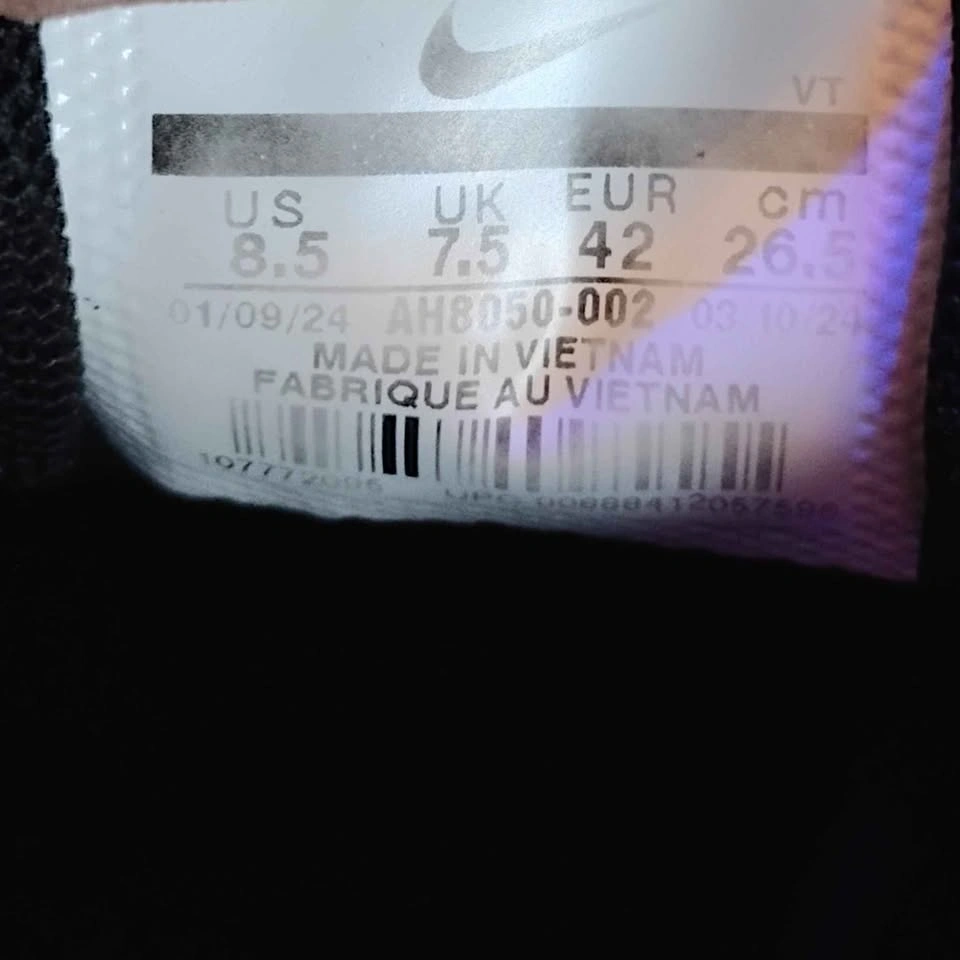 VT
US UK EUR cm
8.5 7.5 42 26.5
01/09/24 AH8050-002 03/10/24
MADE IN VIETNAM
FABRIQUE AU VIETNAM
UPC